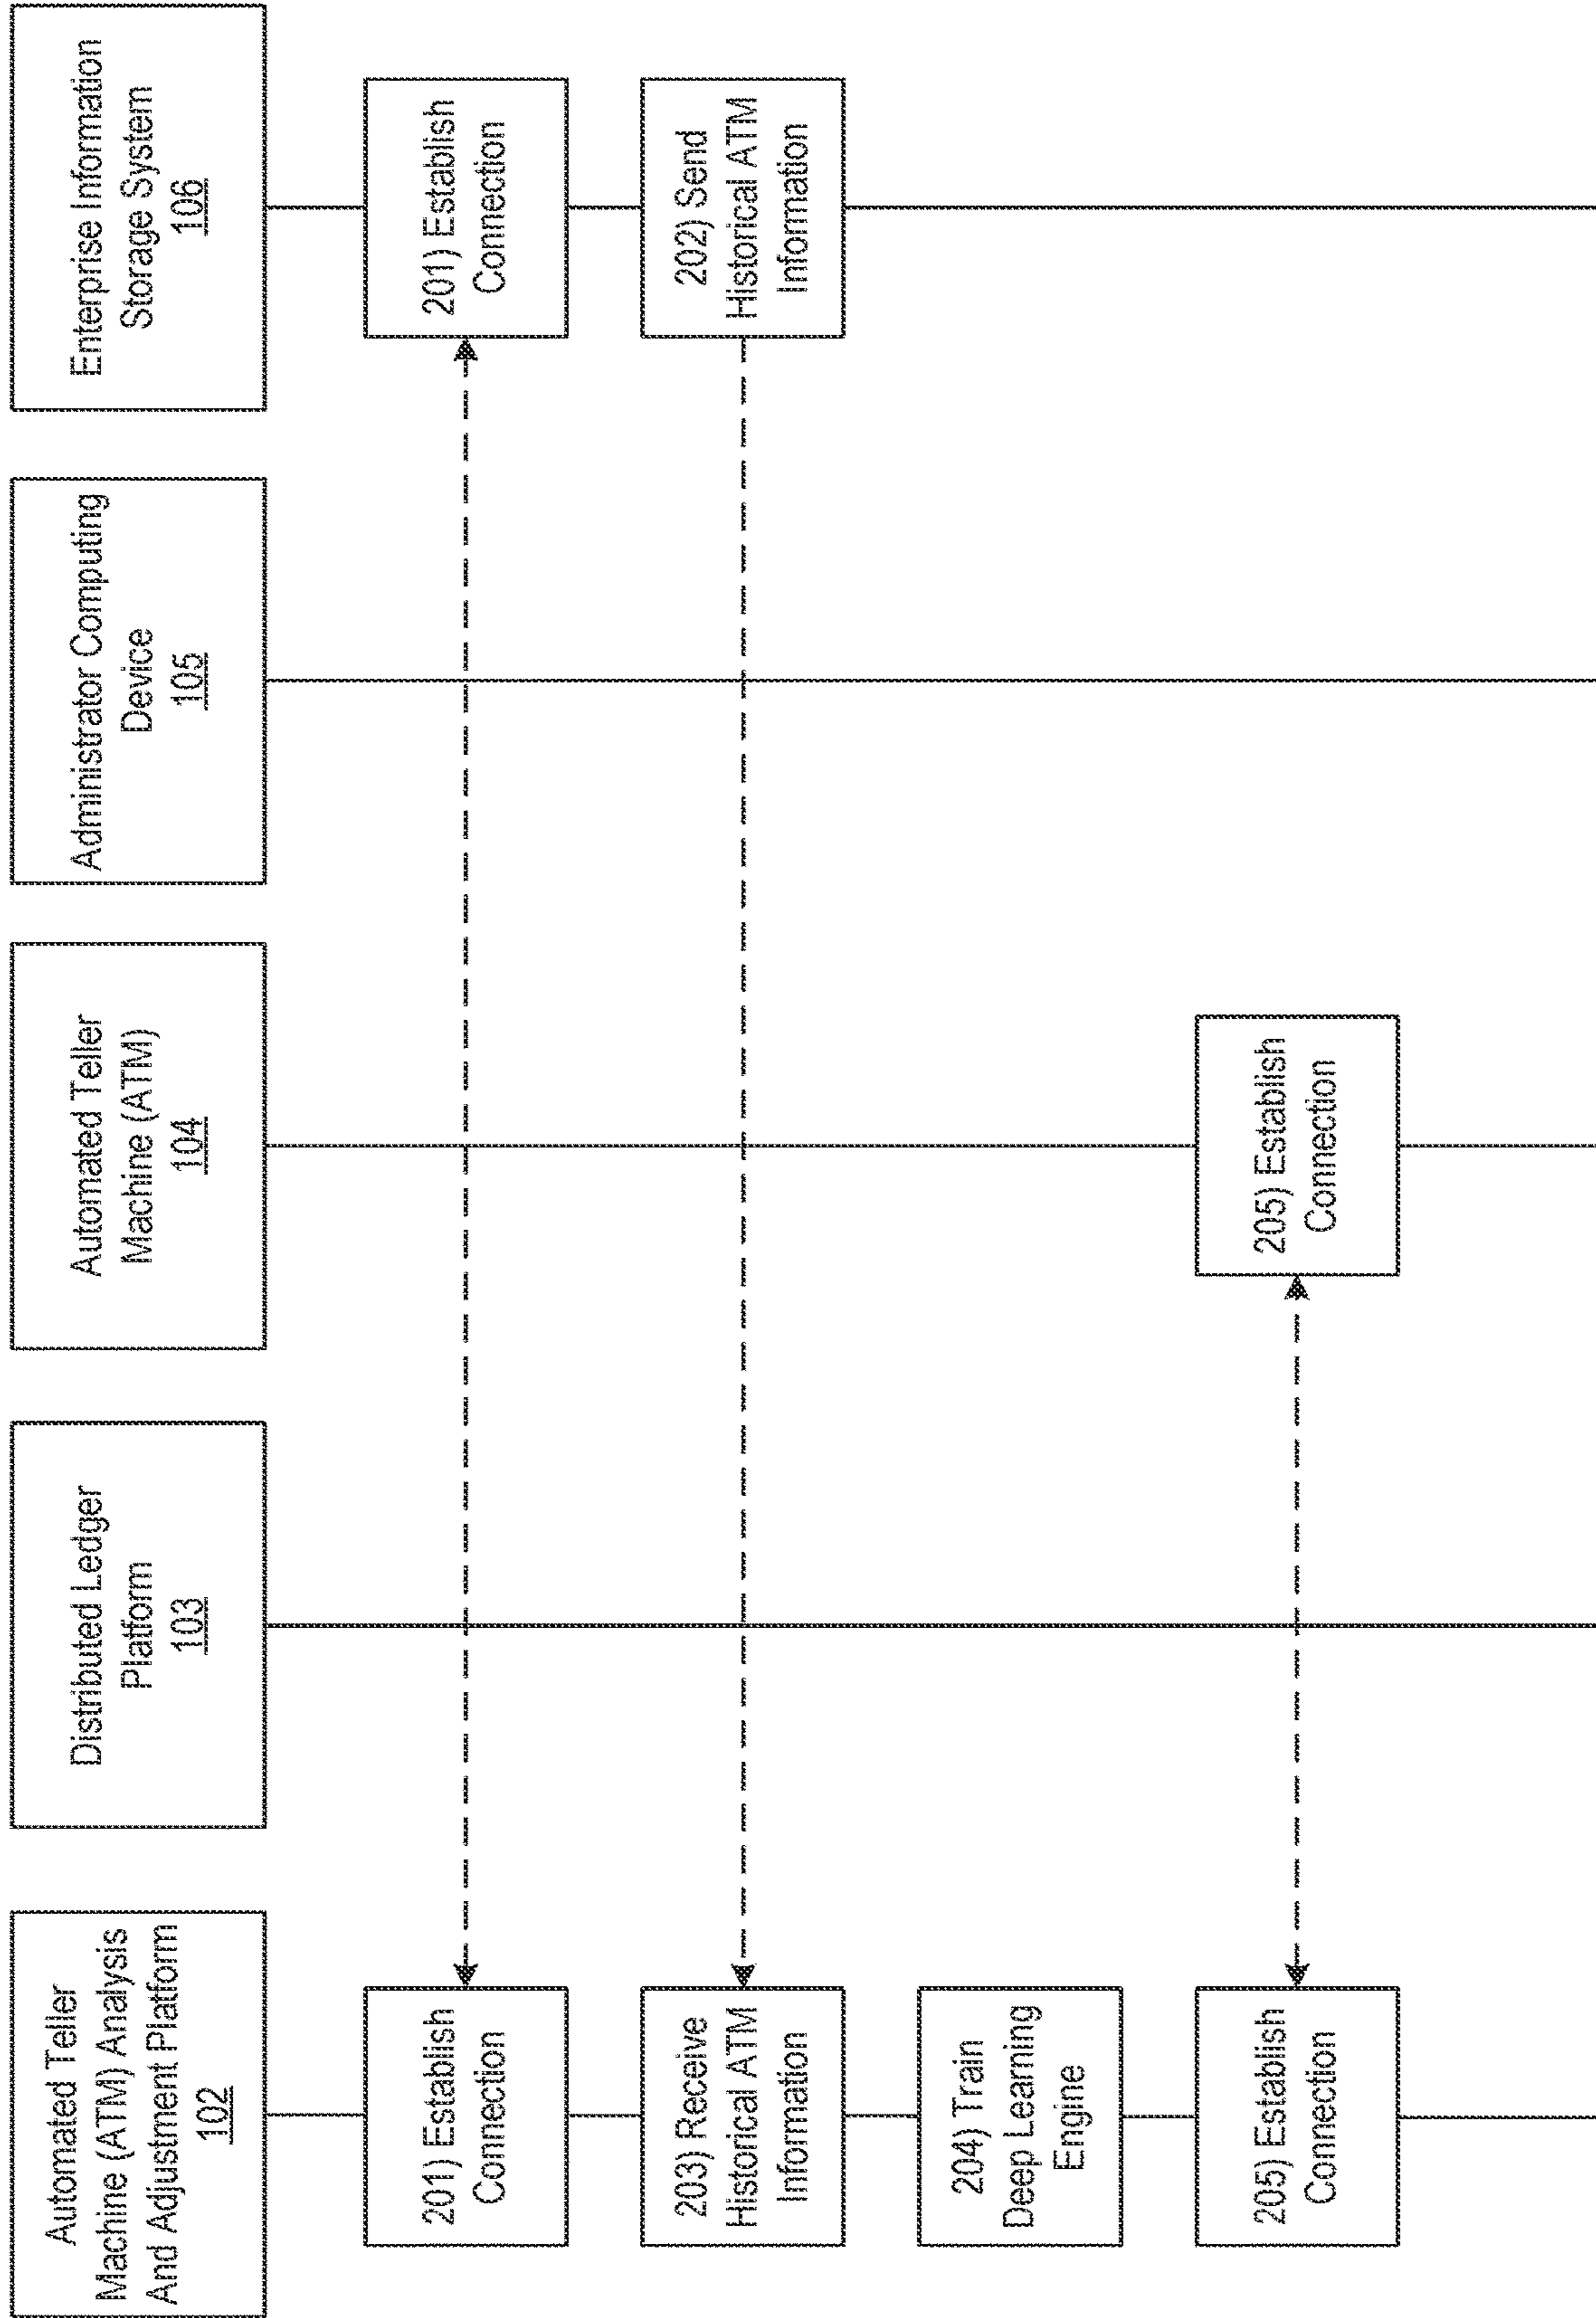 Automated Teller
Machine (ATM) Analysis
And Adjustment Platform
102
Distributed Ledger
Platform
103
Automated Teller
Machine (ATM)
104
Administrator Computing
Device
105
Enterprise Information
Storage System
106
201) Establish
Connection
201) Establish
Connection
203) Receive
Historical ATM
Information
202) Send
Historical ATM
Information
204) Train
Deep Learning
Engine
205) Establish
Connection
205) Establish
Connection